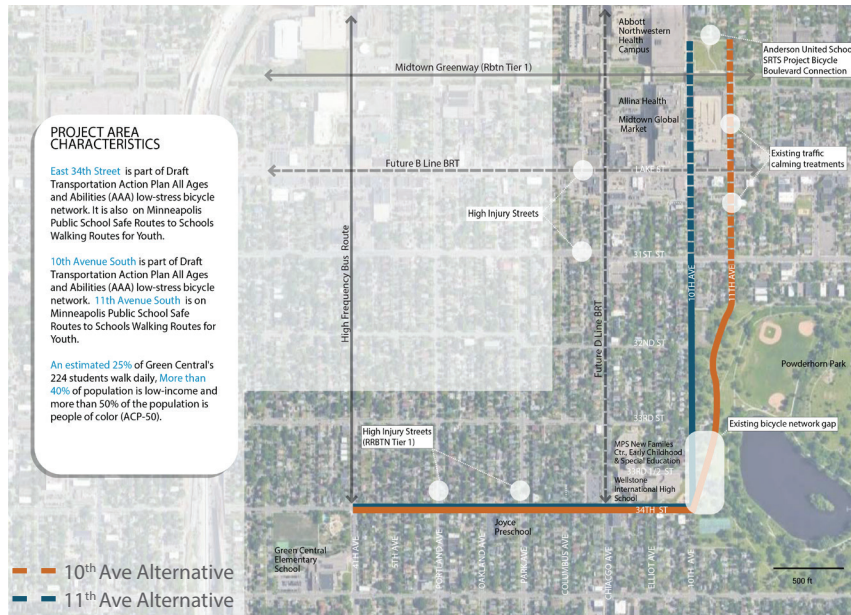 Abbott
Northwestern
Health
Campus
Anderson United School
SRTS Project Bicycle
Boulevard Connection
Midtown Greenway (Rbtn Tier 1)
Allina Health
Midtown Global
Market
PROJECT AREA
CHARACTERISTICS
East 34th Street is part of Draft
Transportation Action Plan All Ages
and Abilities (AAA) low-stress bicycle
network. It is also on Minneapolis
Public School Safe Routes to Schools
Walking Routes for Youth.
10th Avenue South is part of Draft
Transportation Action Plan All Ages
and Abilities (AAA) low-stress bicycle
network. 11th Avenue South is on
Minneapolis Public School Safe
Routes to Schools Walking Routes for
Youth.
An estimated 25% of Green Central's
224 students walk daily, More than
40% of population is low-income and
more than 50% of the population is
people of color (ACP-50).
Existing traffic
calming treatments
Future B Line BRT
LAKE ST
High Injury Streets
High Frequency Bus Route
Future D Line BRT
31ST ST
10TH AVE
11TH AVE
32ND ST
Powderhorn Park
33RD ST
Existing bicycle network gap
High Injury Streets
(RRBTN Tier 1)
MPS New Familes
Ctr., Early Childhood
& Special Education
33RD 1/2 ST
Wellstone
International High
School
34TH ST
Joyce
Preschool
Green Central
Elementary
School
4TH AVE
5TH AVE
PORTLAND AVE
OAKLAND AVE
PARK AVE
COLUMBUS AVE
CHIACGO AVE
ELLIOT AVE
10TH AVE
10th Ave Alternative
11th Ave Alternative
500 ft